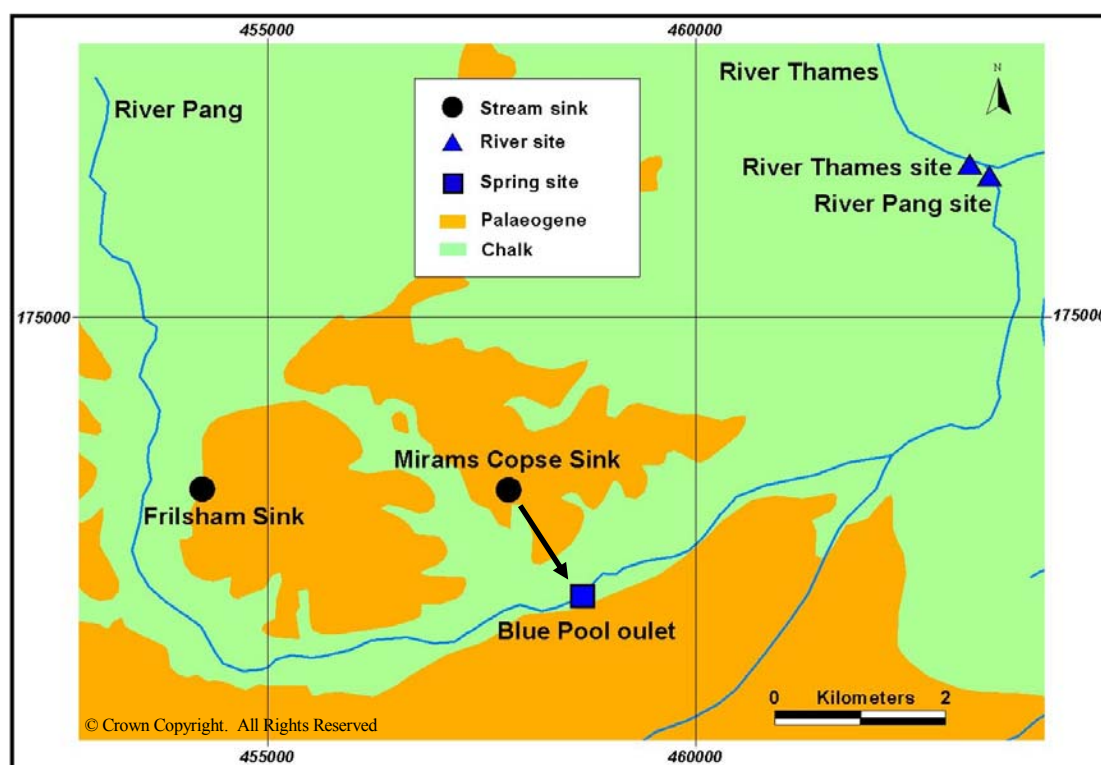 455000
460000
River Thames
N
River Pang
Stream sink
River site
Spring site
Palaeogene
Chalk
River Thames site
River Pang site
175000
175000
Mirams Copse Sink
Frilsham Sink
Blue Pool oulet
0 Kilometers 2
© Crown Copyright. All Rights Reserved
455000
460000